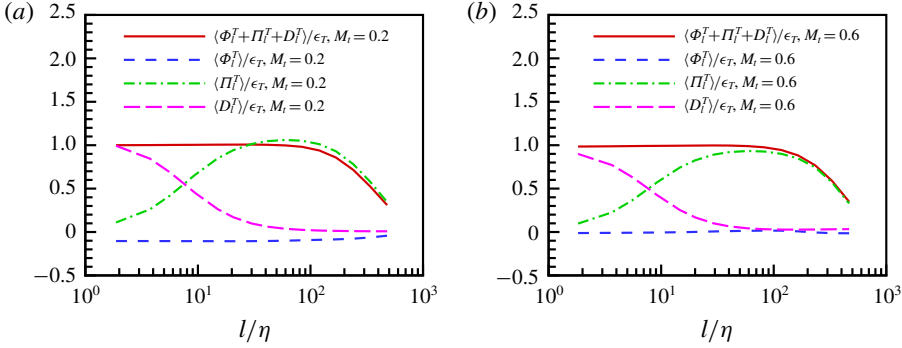 (a)
2.5
2.0
1.5
1.0
0.5
0
−0.5
⟨Φ_l^T + Π_l^T + D_l^T⟩/ϵ_T, M_t = 0.2
⟨Φ_l^T⟩/ϵ_T, M_t = 0.2
⟨Π_l^T⟩/ϵ_T, M_t = 0.2
⟨D_l^T⟩/ϵ_T, M_t = 0.2
10^0 10^1 10^2 10^3
l/η
(b)
2.5
2.0
1.5
1.0
0.5
0
−0.5
⟨Φ_l^T + Π_l^T + D_l^T⟩/ϵ_T, M_t = 0.6
⟨Φ_l^T⟩/ϵ_T, M_t = 0.6
⟨Π_l^T⟩/ϵ_T, M_t = 0.6
⟨D_l^T⟩/ϵ_T, M_t = 0.6
10^0 10^1 10^2 10^3
l/η